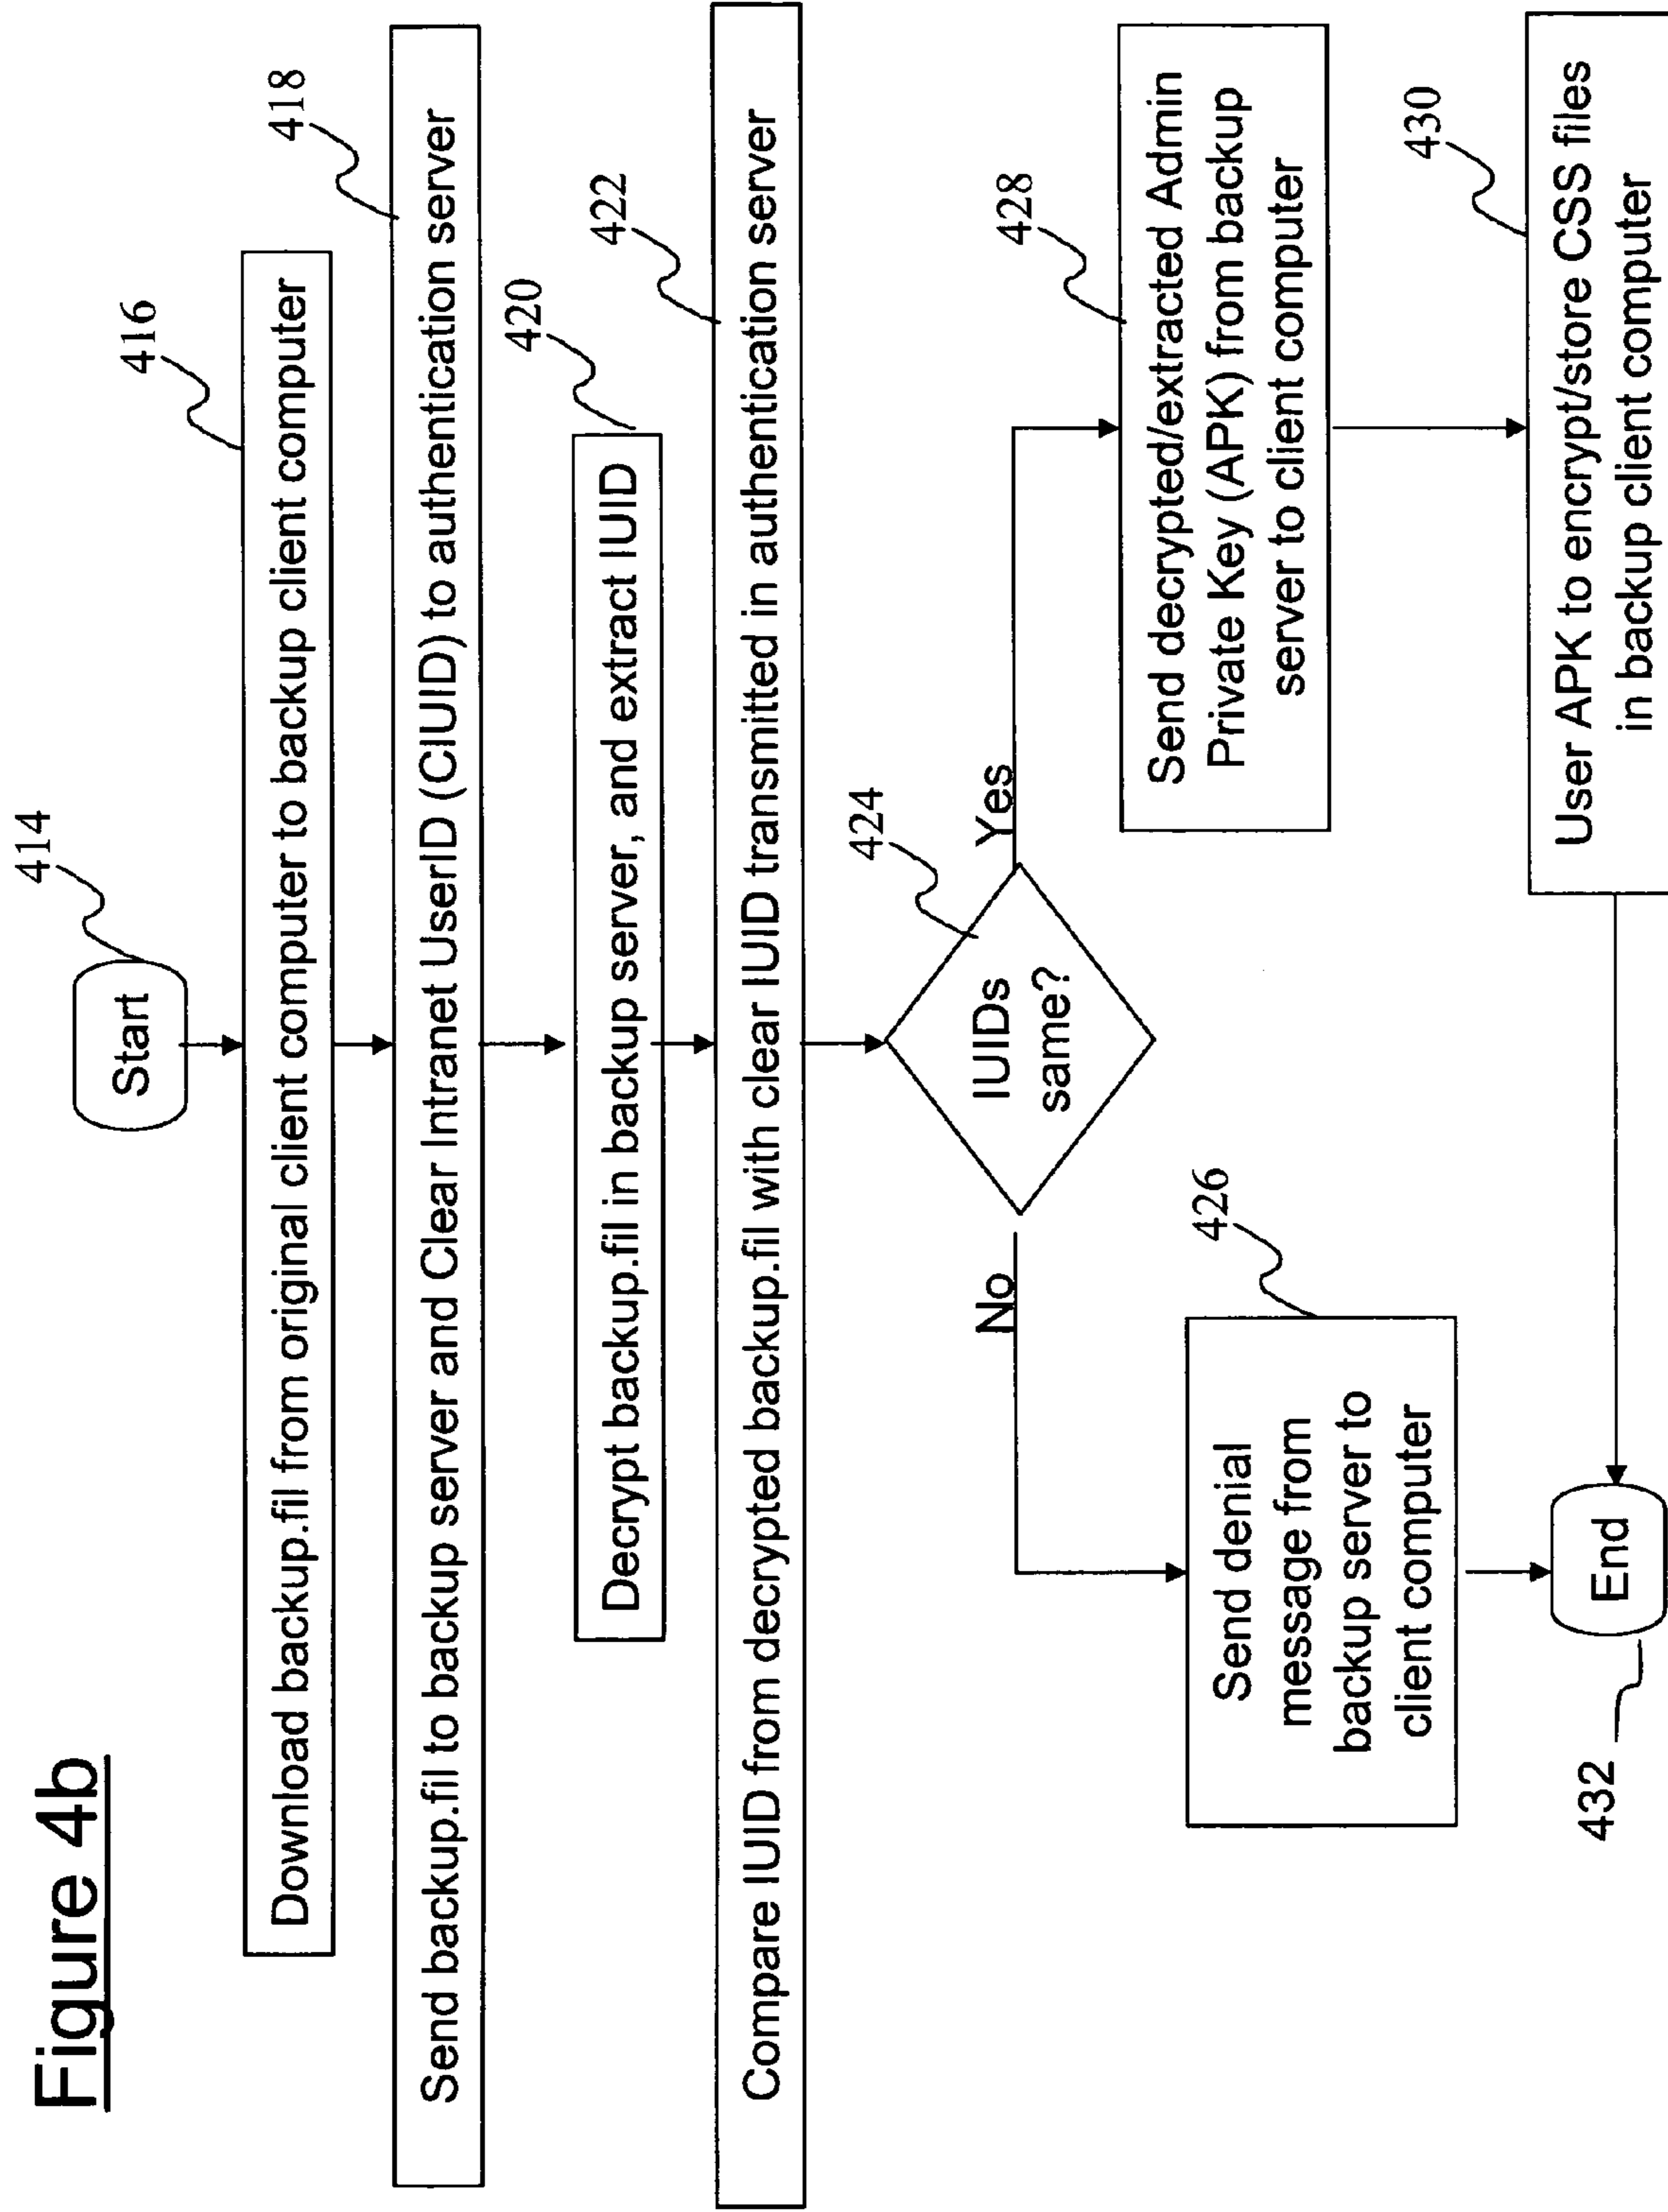 Figure 4b
414
Start
416
Download backup.fil from original client computer to backup client computer
418
Send backup.fil to backup server and Clear Intranet UserID (CIUID) to authentication server
420
Decrypt backup.fil in backup server, and extract IUID
422
Compare IUID from decrypted backup.fil with clear IUID transmitted in authentication server
424
IUIDs
same?
No
Yes
426
Send denial
message from
backup server to
client computer
428
Send decrypted/extracted Admin
Private Key (APK) from backup
server to client computer
430
User APK to encrypt/store CSS files
in backup client computer
432
End